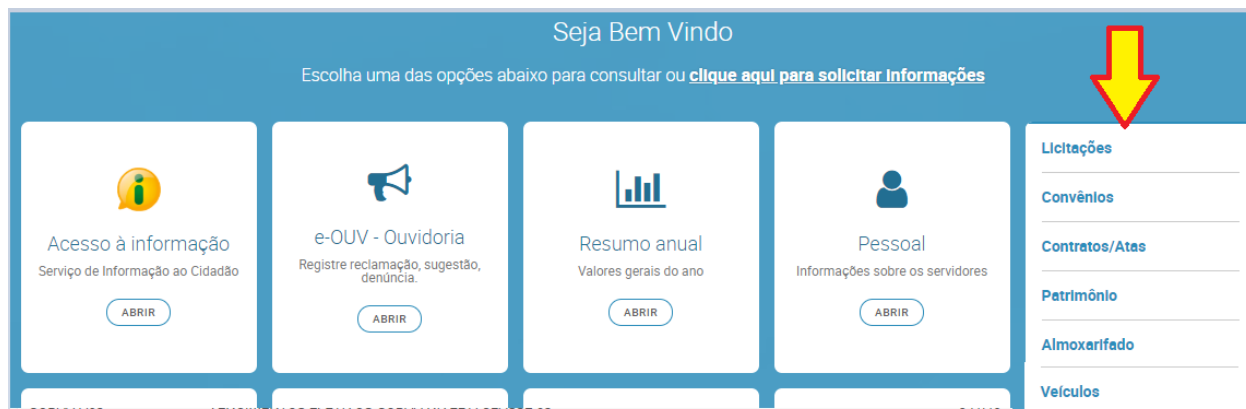 Seja Bem Vindo
Escolha uma das opções abaixo para consultar ou clique aqui para solicitar Informações
Acesso à informação
Serviço de Informação ao Cidadão
ABRIR
e-OUV - Ouvidoria
Registre reclamação, sugestão,
denúncia.
ABRIR
Resumo anual
Valores gerais do ano
ABRIR
Pessoal
Informações sobre os servidores
ABRIR
Licitações
Convênios
Contratos/Atas
Patrimônio
Almoxarifado
Veículos